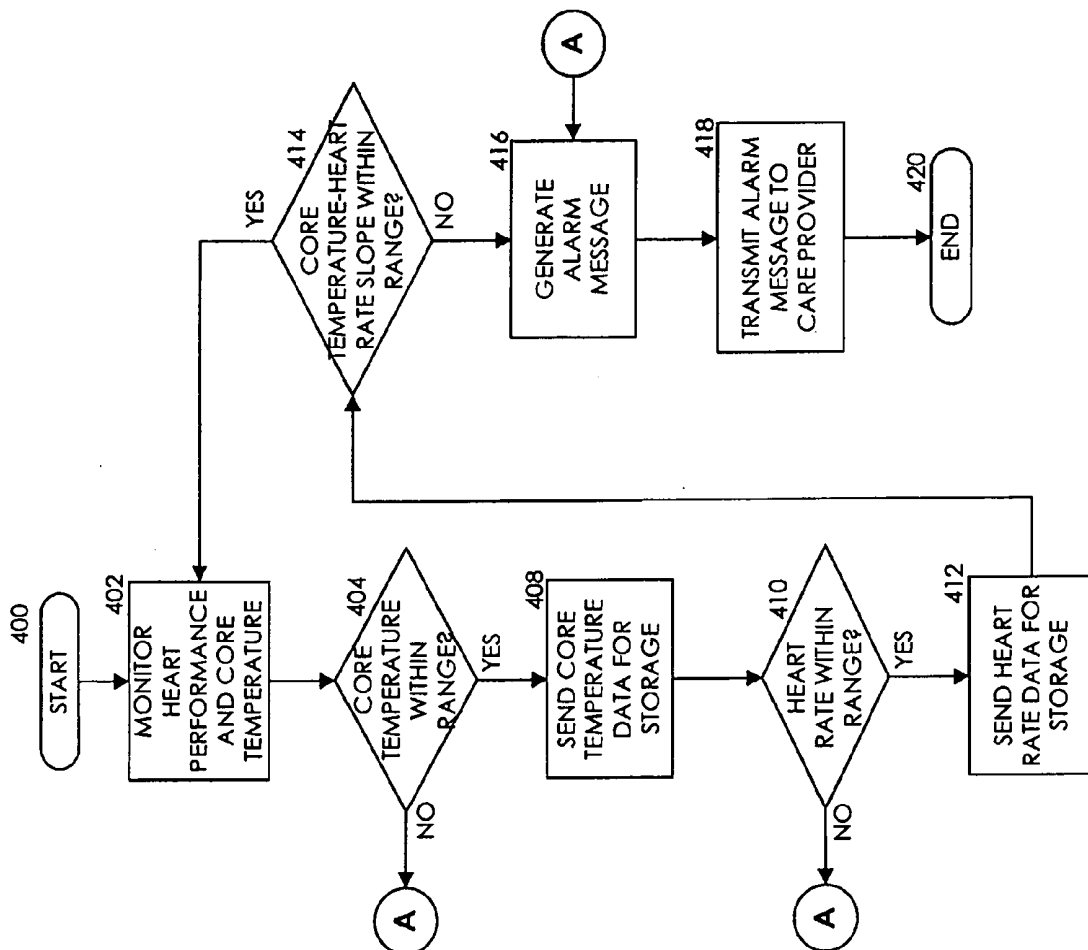 400
START
402
MONITOR
HEART
PERFORMANCE
AND CORE
TEMPERATURE
404
CORE
TEMPERATURE
WITHIN
RANGE?
NO
A
YES
408
SEND CORE
TEMPERATURE
DATA FOR
STORAGE
410
HEART
RATE WITHIN
RANGE?
NO
A
YES
412
SEND HEART
RATE DATA FOR
STORAGE
414
CORE
TEMPERATURE-HEART
RATE SLOPE WITHIN
RANGE?
YES
NO
A
416
GENERATE
ALARM
MESSAGE
418
TRANSMIT ALARM
MESSAGE TO
CARE PROVIDER
420
END